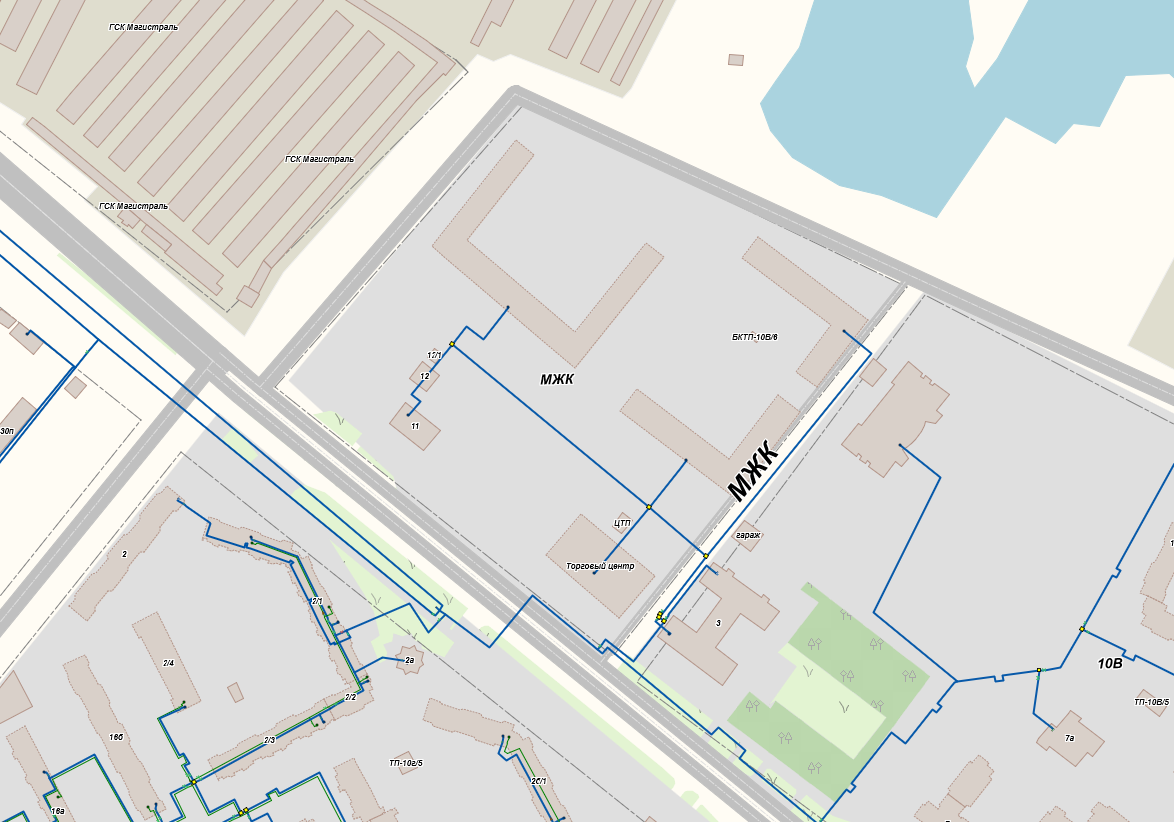 ГСК Магистраль
ГСК Магистраль
ГСК Магистраль
БКТП-10В/6
12/1
12
МЖК
11
30п
МЖК
ЦТП
гараж
2
Торговый центр
2/1
3
2/4
2а
10В
2/2
ТП-10В/5
16б
2/3
7а
ТП-10г/5
2б/1
16а